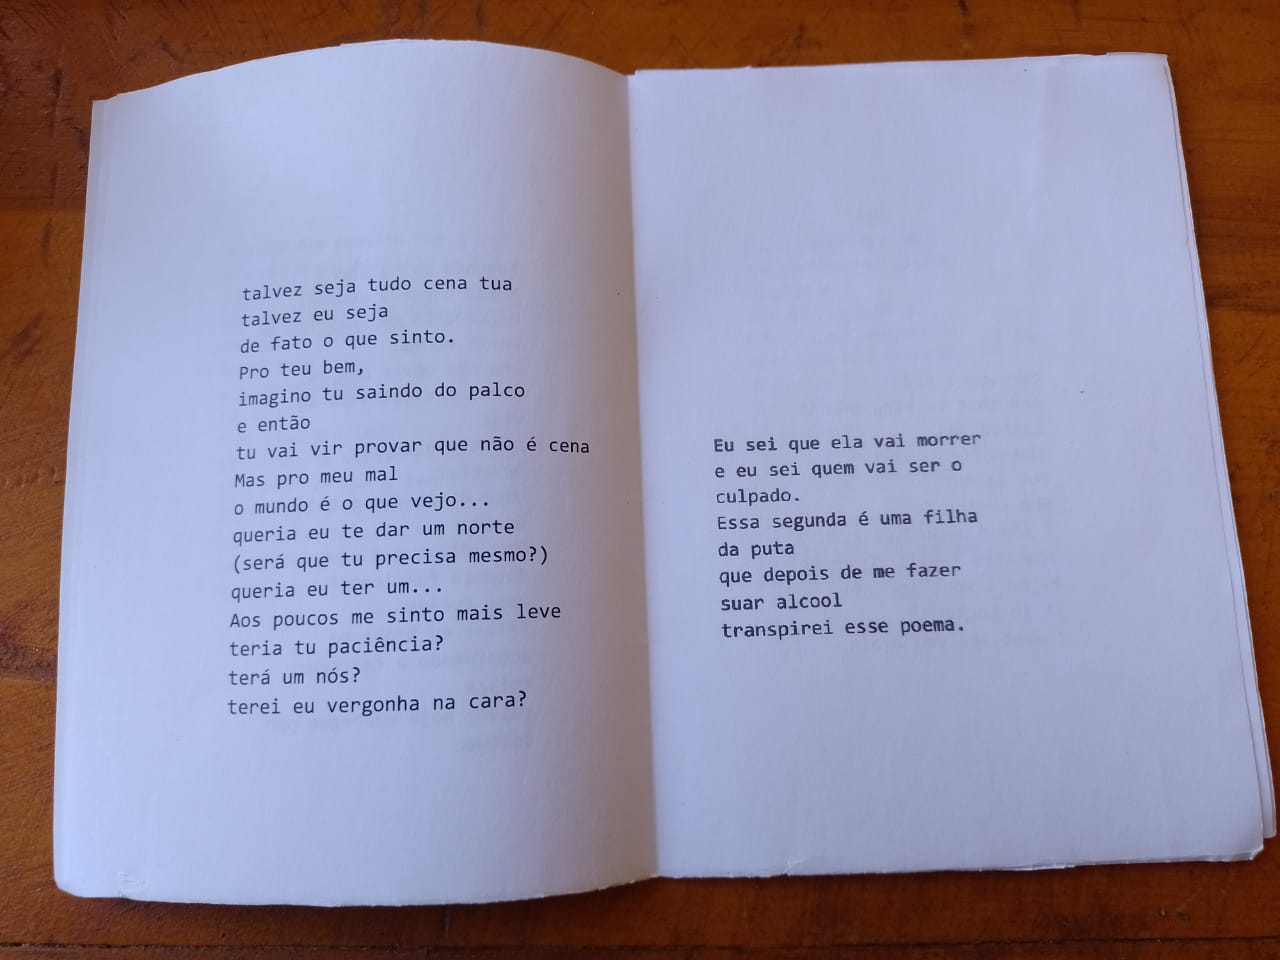 talvez seja tudo cena tua
talvez eu seja
de fato o que sinto.
Pro teu bem,
imagino tu saindo do palco
e então
tu vai vir provar que não é cena
Mas pro meu mal
o mundo é o que vejo...
queria eu te dar um norte
(será que tu precisa mesmo?)
queria eu ter um...
Aos poucos me sinto mais leve
teria tu paciência?
terá um nós?
terei eu vergonha na cara?
Eu sei que ela vai morrer
e eu sei quem vai ser o
culpado.
Essa segunda é uma filha
da puta
que depois de me fazer
suar alcool
transpirei esse poema.